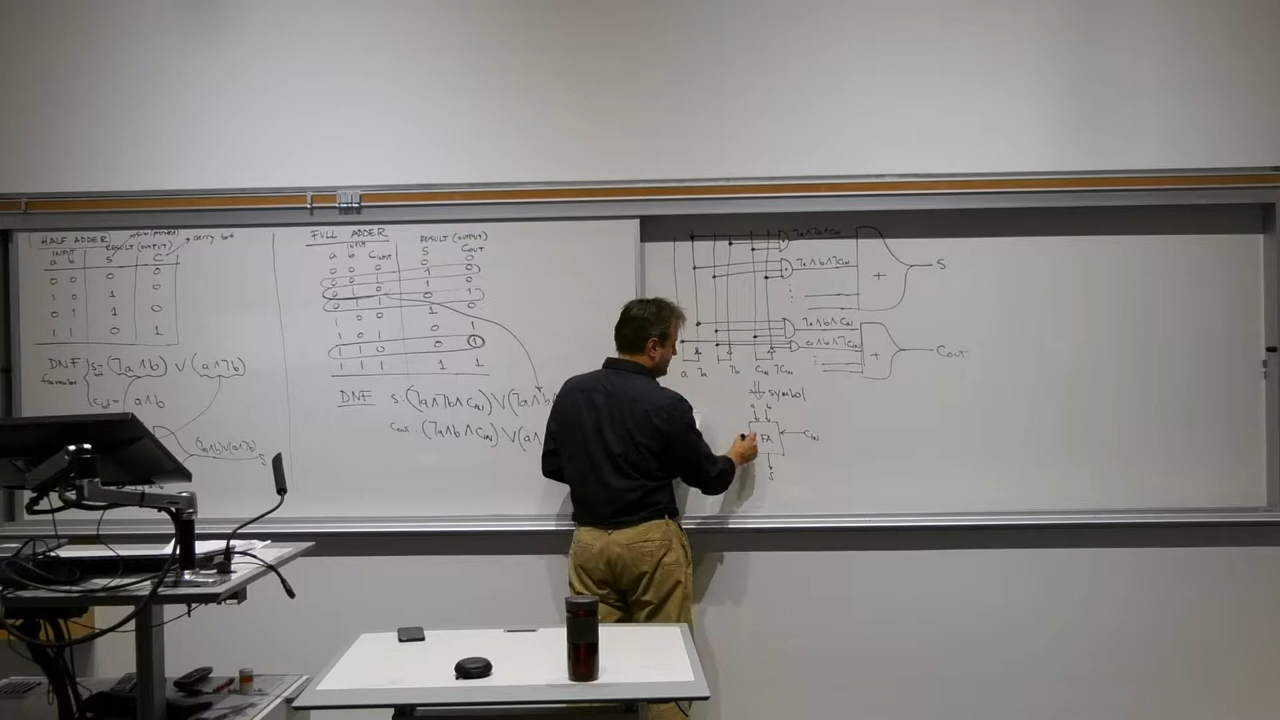 HALF ADDER
carry bit
INPUT RESULT (OUTPUT)
a b S C
0 0 0 0
1 0 1 0
0 1 1 0
1 1 0 1
DNF (¬a∧b) ∨ (a∧¬b)
formulas
a∧b
(¬a∧b)∨(a∧¬b)
S
FULL ADDER
INPUT RESULT (OUTPUT)
a b CINPUT S COUT
0 0 0 0 0
0 0 1 1 0
0 1 0 1 0
0 1 1 0 1
1 0 0
1 0 1 0 1
1 1 0 0 1
1 1 1 1 1
DNF S: (¬a∧¬b∧CIN) ∨ (¬a∧b
COUT: (¬a∧b∧CIN) ∨ (a∧
¬a∧¬b∧CIN
¬a∧b∧¬CIN
+ S
¬a∧b∧CIN
a∧b∧¬CIN
+ COUT
a ¬a ¬b CIN ¬CIN
symbol
a b
FA CIN
S